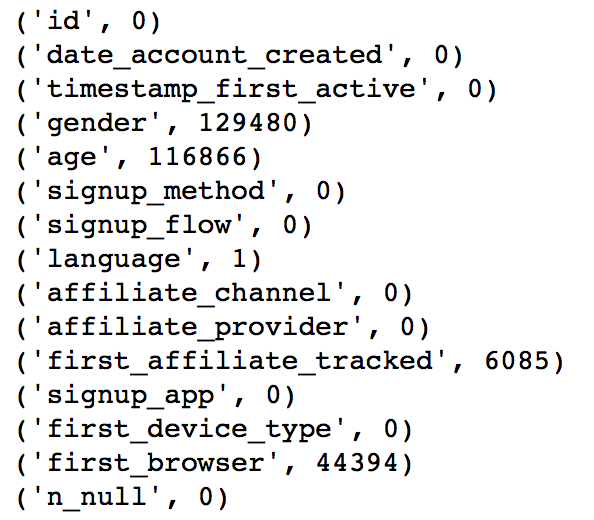 ('id', 0)
('date_account_created', 0)
('timestamp_first_active', 0)
('gender', 129480)
('age', 116866)
('signup_method', 0)
('signup_flow', 0)
('language', 1)
('affiliate_channel', 0)
('affiliate_provider', 0)
('first_affiliate_tracked', 6085)
('signup_app', 0)
('first_device_type', 0)
('first_browser', 44394)
('n_null', 0)